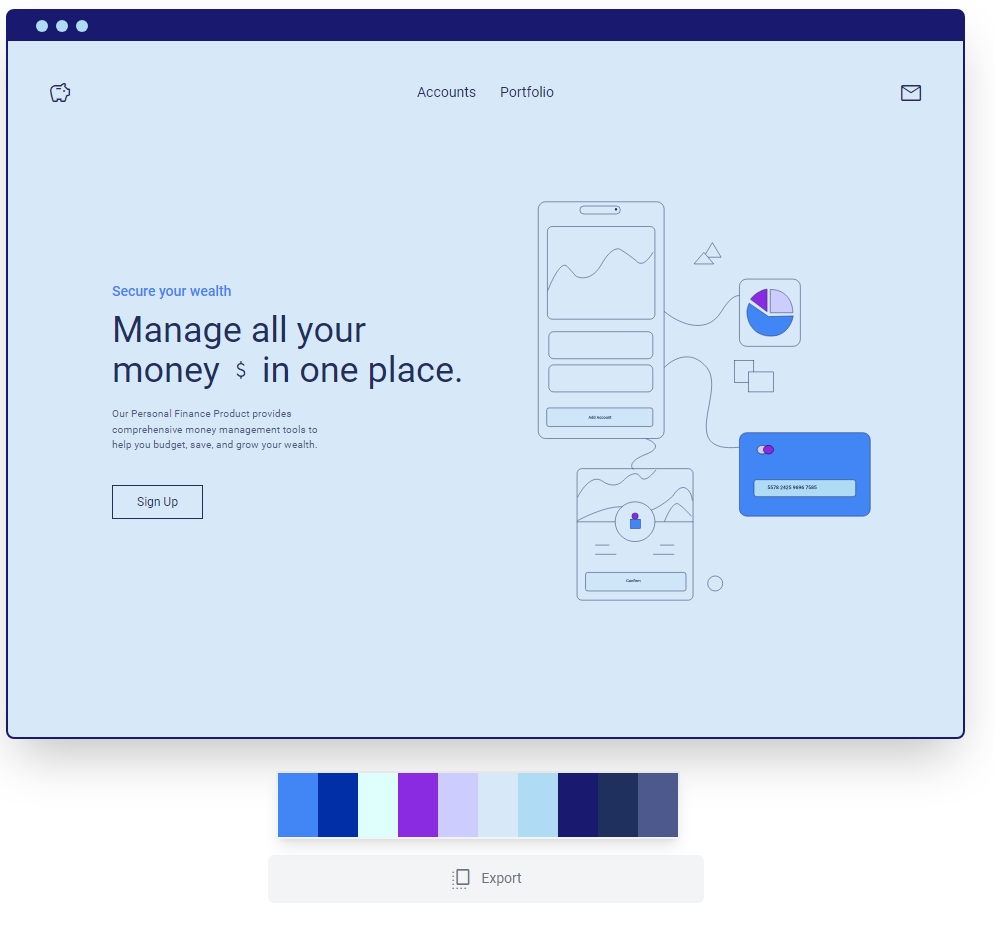 Accounts Portfolio
Secure your wealth
Manage all your
money $ in one place.
Our Personal Finance Product provides
comprehensive money management tools to
help you budget, save, and grow your wealth.
Sign Up
Add Account
5578 2425 9696 7585
Confirm
Export